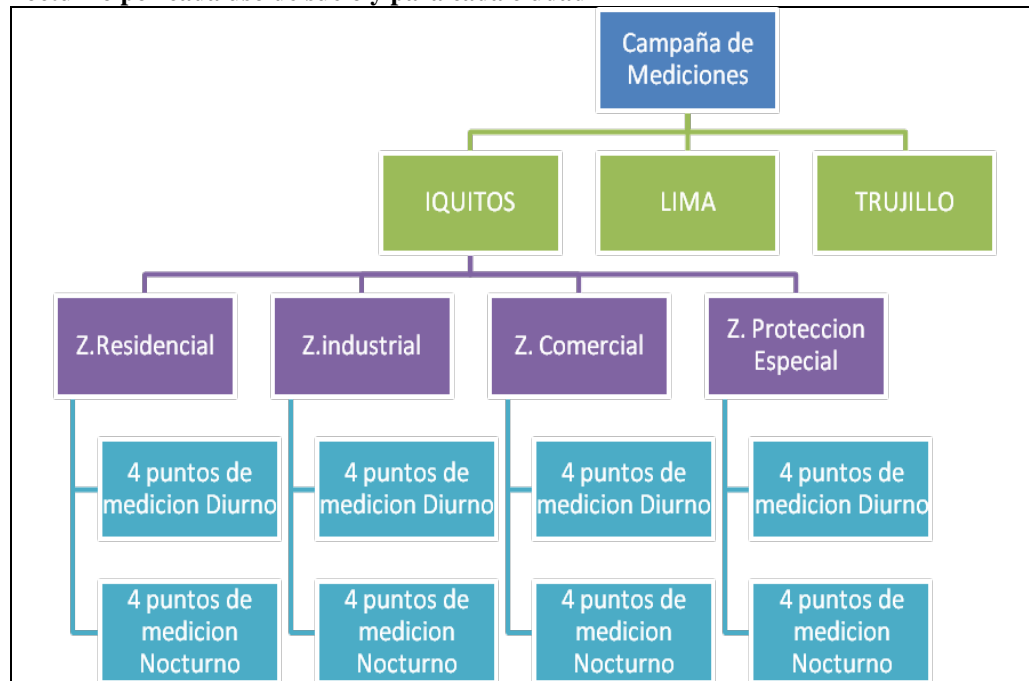 Campaña de
Mediciones
IQUITOS
LIMA
TRUJILLO
Z.Residencial
Z.industrial
Z. Comercial
Z. Proteccion
Especial
4 puntos de
medicion Diurno
4 puntos de
medicion Diurno
4 puntos de
medicion Diurno
4 puntos de
medicion Diurno
4 puntos de
medicion
Nocturno
4 puntos de
medicion
Nocturno
4 puntos de
medicion
Nocturno
4 puntos de
medicion
Nocturno